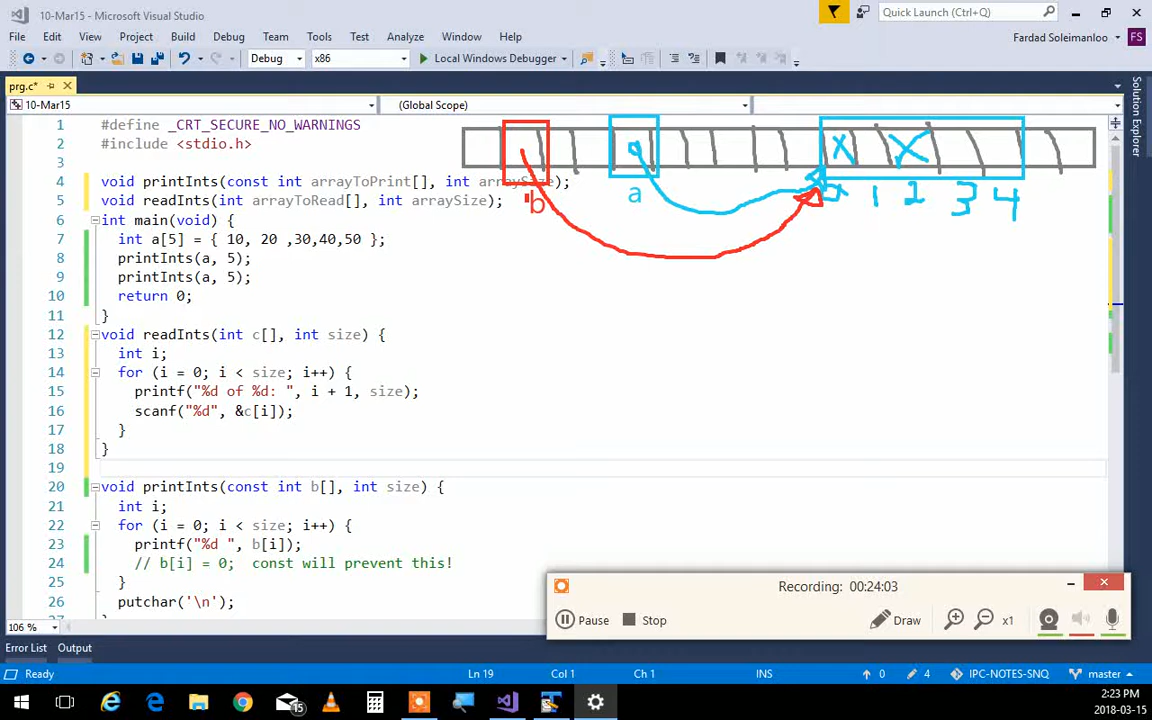 10-Mar15 - Microsoft Visual Studio
Quick Launch (Ctrl+Q)
File Edit View Project Build Debug Team Tools Test Analyze Window Help
Fardad Soleimanloo FS
Debug x86 Local Windows Debugger
prg.c*
10-Mar15 (Global Scope)
Solution Explorer
1 #define _CRT_SECURE_NO_WARNINGS
2 #include <stdio.h>
X X
4 void printInts(const int arrayToPrint[], int arraySize);
5 void readInts(int arrayToRead[], int arraySize);
b a 1 2 3 4
6 int main(void) {
7 int a[5] = { 10, 20 ,30,40,50 };
8 printInts(a, 5);
9 printInts(a, 5);
10 return 0;
11 }
12 void readInts(int c[], int size) {
13 int i;
14 for (i = 0; i < size; i++) {
15 printf("%d of %d: ", i + 1, size);
16 scanf("%d", &c[i]);
17 }
18 }
19
20 void printInts(const int b[], int size) {
21 int i;
22 for (i = 0; i < size; i++) {
23 printf("%d ", b[i]);
24 // b[i] = 0; const will prevent this!
25 }
26 putchar('\n');
27
Recording: 00:24:03
Pause Stop Draw x1
106 %
Error List Output
Ready Ln 19 Col 1 Ch 1 INS 0 4 IPC-NOTES-SNQ master
15
2:23 PM
2018-03-15